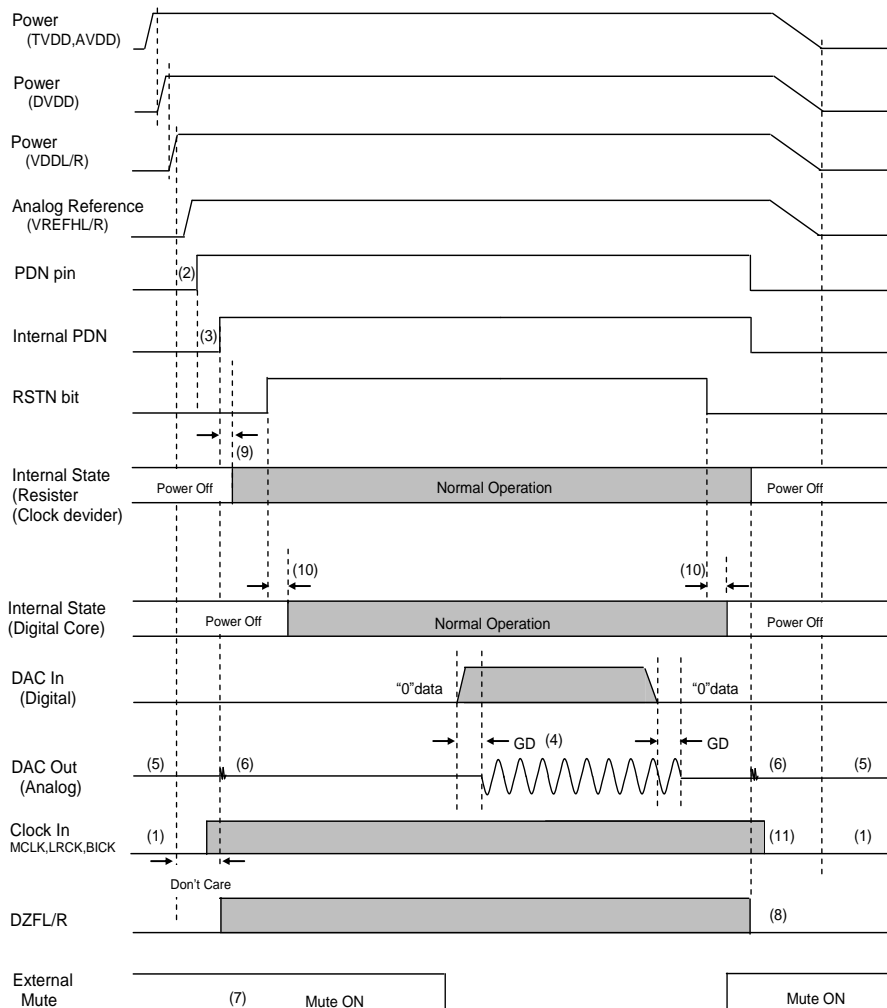 Power
(TVDD,AVDD)
Power
(DVDD)
Power
(VDDL/R)
Analog Reference
(VREFHL/R)
PDN pin
(2)
Internal PDN
(3)
RSTN bit
(9)
Internal State
(Resister
(Clock devider)
Power Off
Normal Operation
Power Off
(10)
(10)
Internal State
(Digital Core)
Power Off
Normal Operation
Power Off
DAC In
(Digital)
“0”data
“0”data
GD (4)
GD
DAC Out
(Analog)
(5)
(6)
(6)
(5)
Clock In
MCLK,LRCK,BICK
(1)
(11)
(1)
Don’t Care
DZFL/R
(8)
External
Mute
(7)
Mute ON
Mute ON